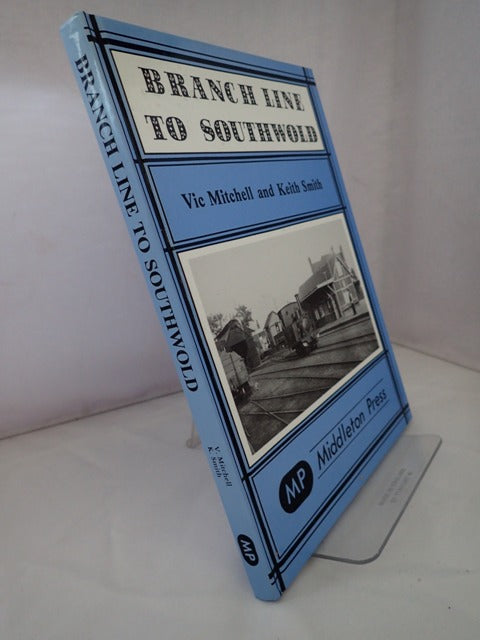 BRANCH LINE
TO SOUTHWOLD
Vic Mitchell and Keith Smith
MP
Middleton Press
BRANCH LINE TO SOUTHWOLD
V. Mitchell
K. Smith
MP